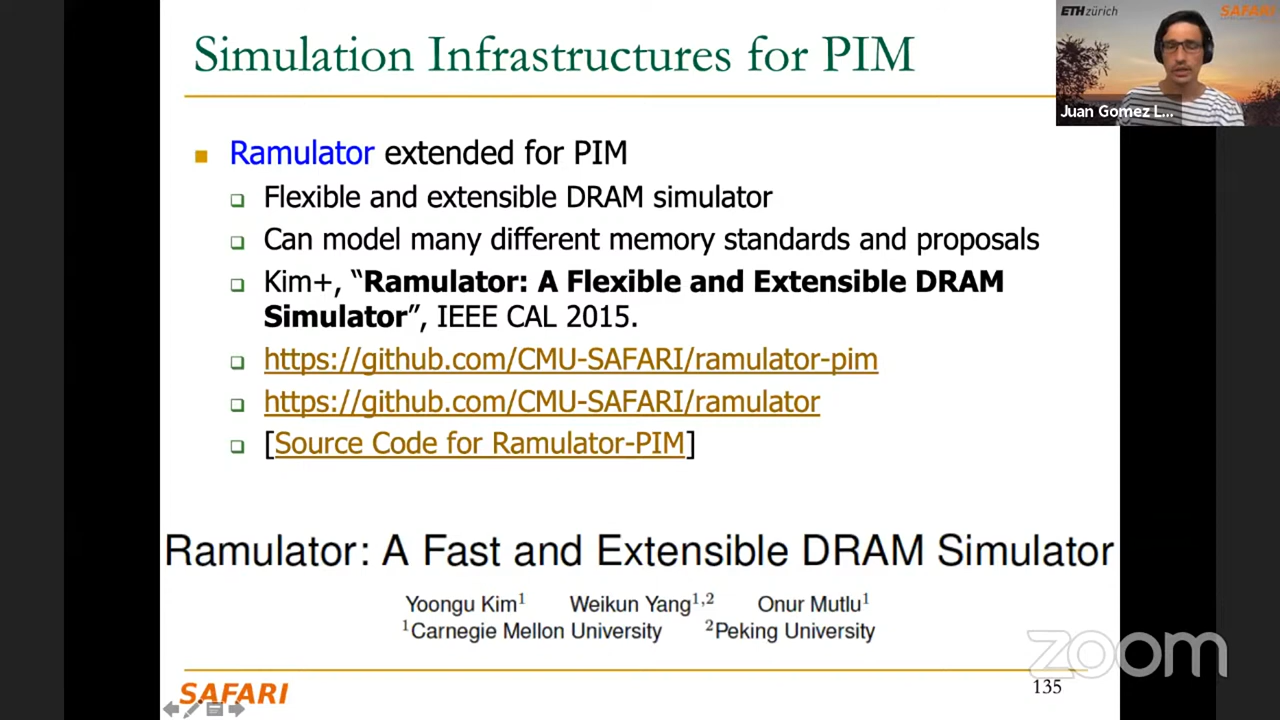 Simulation Infrastructures for PIM
ETH zürich
SAFARI
Juan Gomez L...
Ramulator extended for PIM
Flexible and extensible DRAM simulator
Can model many different memory standards and proposals
Kim+, “Ramulator: A Flexible and Extensible DRAM
Simulator”, IEEE CAL 2015.
https://github.com/CMU-SAFARI/ramulator-pim
https://github.com/CMU-SAFARI/ramulator
[Source Code for Ramulator-PIM]
Ramulator: A Fast and Extensible DRAM Simulator
Yoongu Kim¹ Weikun Yang¹,² Onur Mutlu¹
¹Carnegie Mellon University ²Peking University
zoom
SAFARI
135